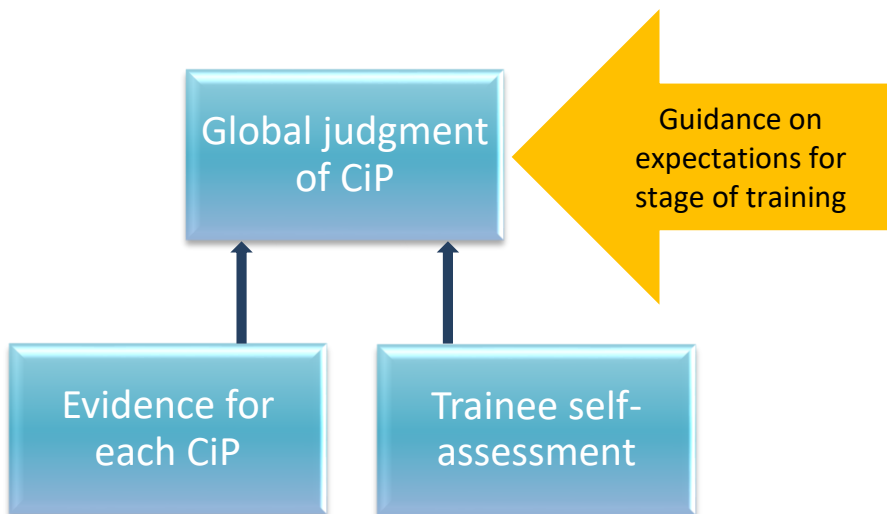 Global judgment
of CiP
Guidance on
expectations for
stage of training
Evidence for
each CiP
Trainee self-
assessment